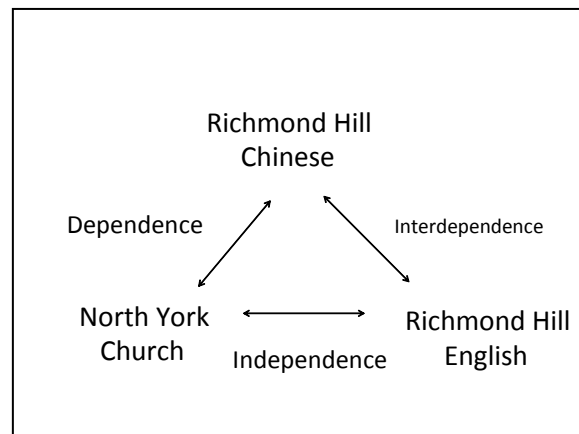 Richmond Hill
Chinese
Dependence
Interdependence
North York
Church
Richmond Hill
English
Independence